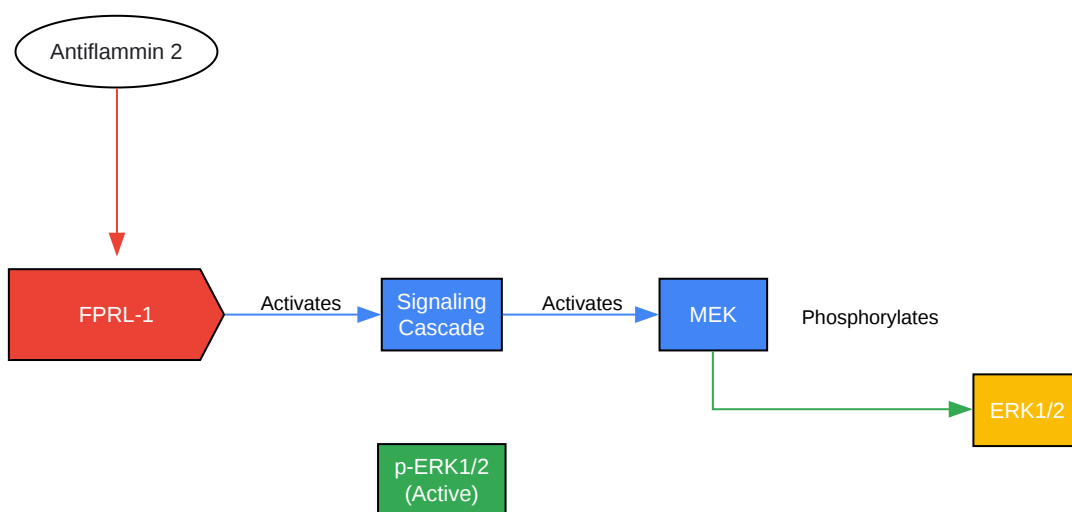 Antiflammin 2
FPRL-1
Activates
Signaling
Cascade
Activates
MEK
Phosphorylates
ERK1/2
p-ERK1/2
(Active)